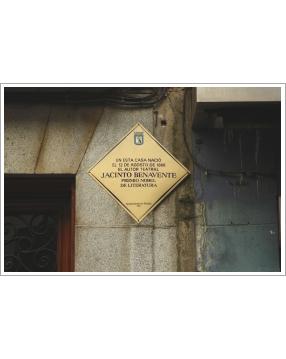 EN ESTA CASA NACIÓ
EL 12 DE AGOSTO DE 1866
EL AUTOR TEATRAL
JACINTO BENAVENTE
PREMIO NOBEL
DE LITERATURA